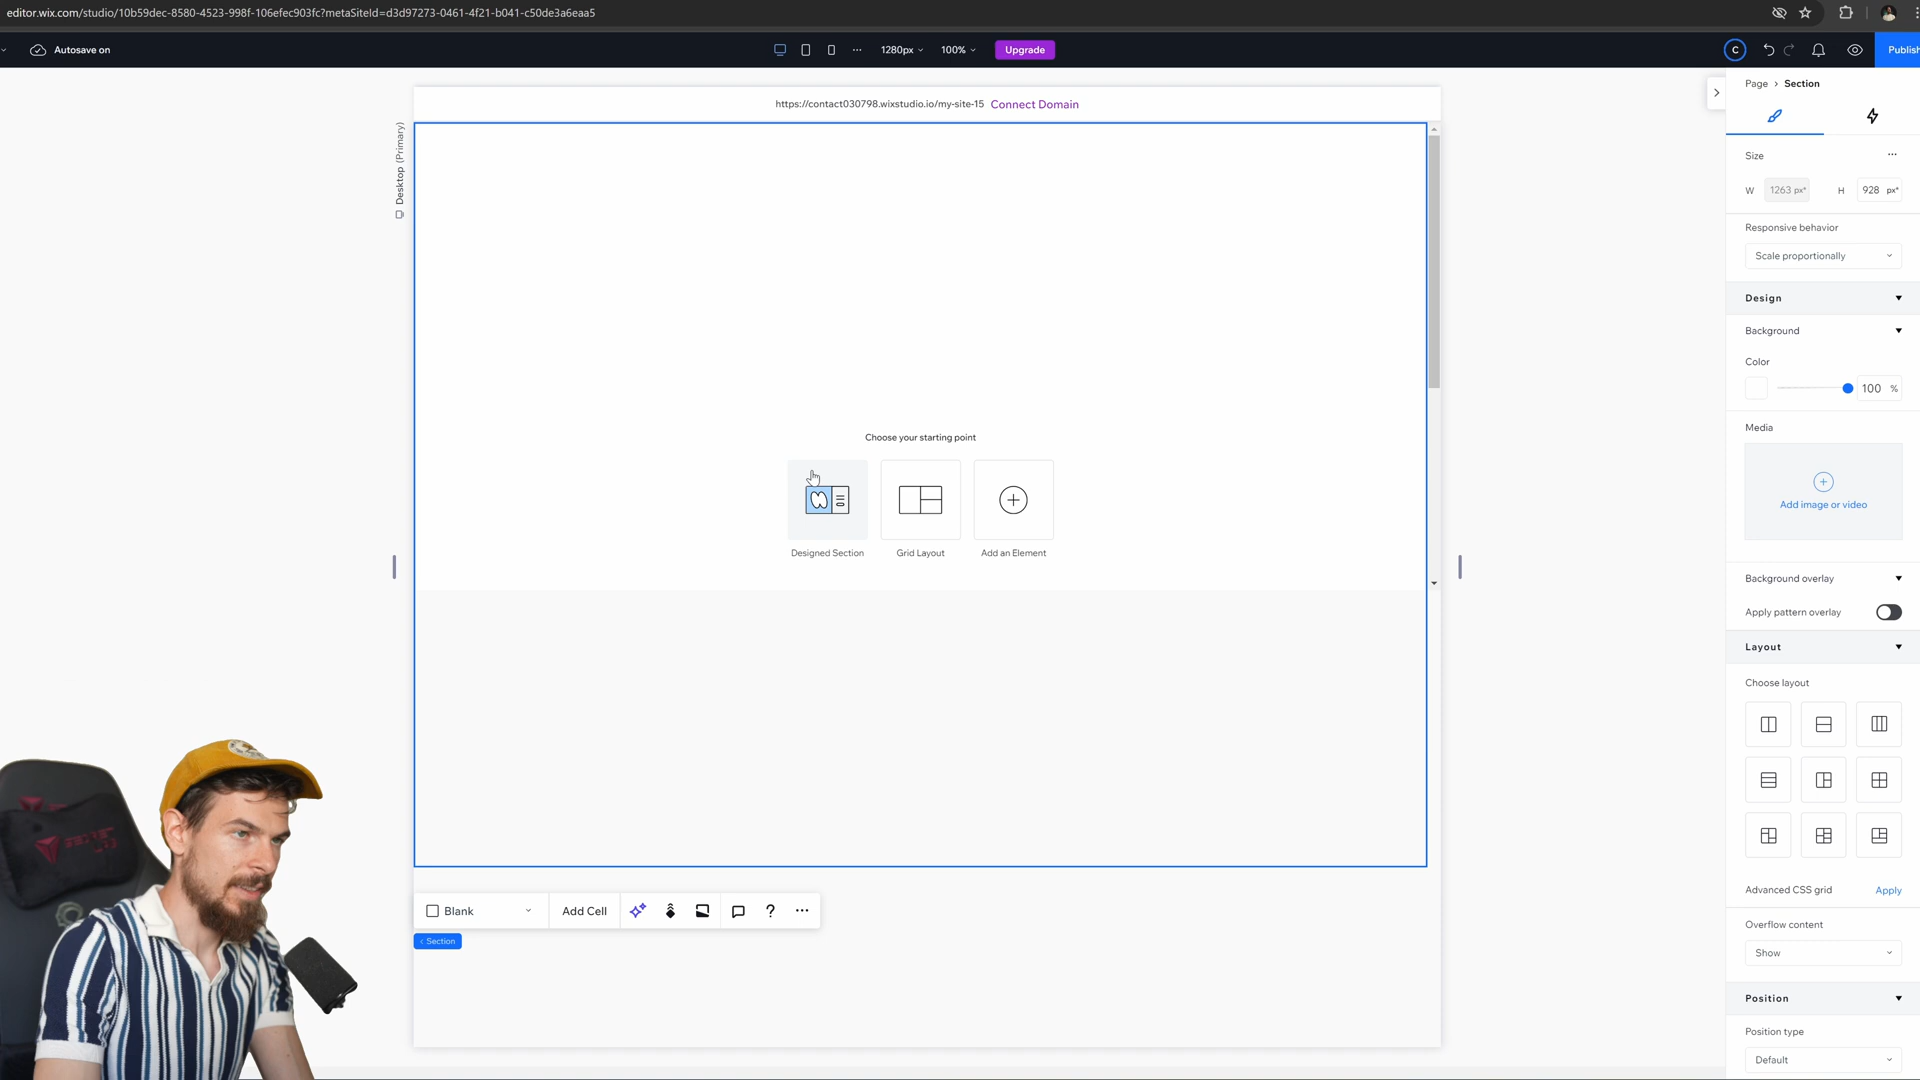 editor.wix.com/studio/10b59dec-8580-4523-998f-106efec903fc?metaSiteId=d3d97273-0461-4f21-b041-c50de3a6eaa5
Autosave on
1280px
100%
Upgrade
C
Publish
https://contact030798.wixstudio.io/my-site-15 Connect Domain
Desktop (Primary)
Choose your starting point
Designed Section
Grid Layout
Add an Element
Blank
Add Cell
?
< Section
Page > Section
Size
W 1263 px*
H 928 px*
Responsive behavior
Scale proportionally
Design
Background
Color
100 %
Media
Add image or video
Background overlay
Apply pattern overlay
Layout
Choose layout
Advanced CSS grid Apply
Overflow content
Show
Position
Position type
Default